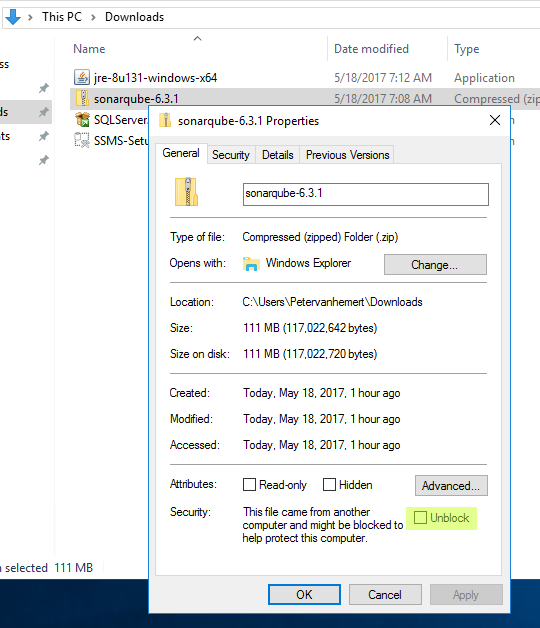 This PC > Downloads
Name Date modified Type
ss
jre-8u131-windows-x64 5/18/2017 7:12 AM Application
ds sonarqube-6.3.1 5/18/2017 7:08 AM Compressed (zip
SQLServer
nts SSMS-Setu
sonarqube-6.3.1 Properties
General Security Details Previous Versions
sonarqube-6.3.1
Type of file: Compressed (zipped) Folder (.zip)
Opens with: Windows Explorer Change...
Location: C:\Users\Petervanhemert\Downloads
Size: 111 MB (117,022,642 bytes)
Size on disk: 111 MB (117,022,720 bytes)
Created: Today, May 18, 2017, 1 hour ago
Modified: Today, May 18, 2017, 1 hour ago
Accessed: Today, May 18, 2017, 1 hour ago
Attributes: Read-only Hidden Advanced...
Security: This file came from another
computer and might be blocked to Unblock
help protect this computer.
selected 111 MB
OK Cancel Apply